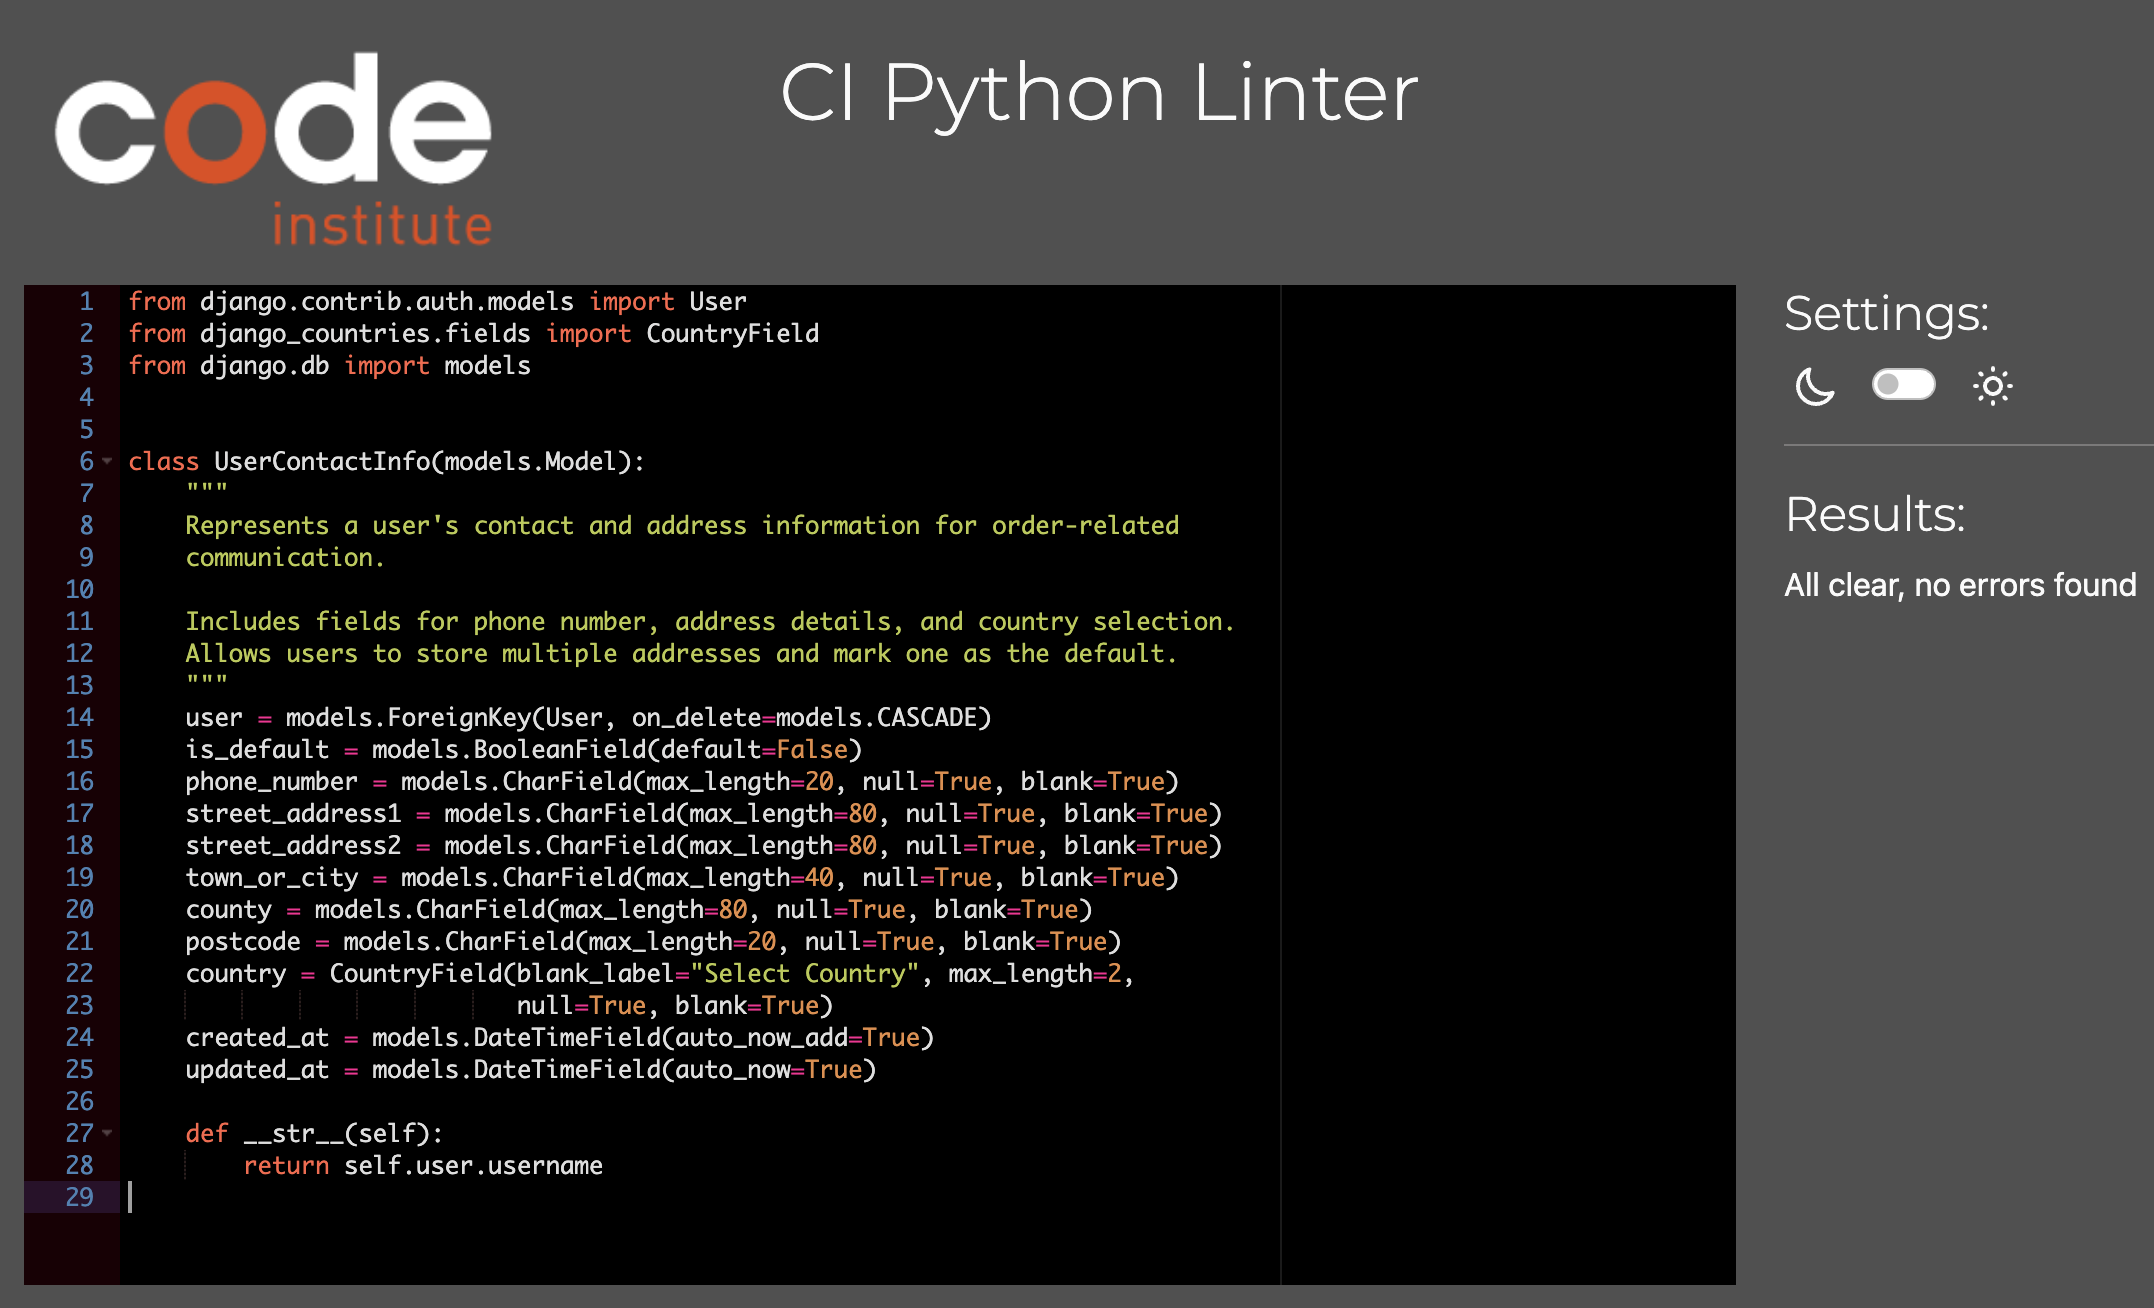 code
institute
CI Python Linter
1 from django.contrib.auth.models import User
2 from django_countries.fields import CountryField
3 from django.db import models
4
5
6 class UserContactInfo(models.Model):
7     """
8     Represents a user's contact and address information for order-related
9     communication.
10
11     Includes fields for phone number, address details, and country selection.
12     Allows users to store multiple addresses and mark one as the default.
13     """
14     user = models.ForeignKey(User, on_delete=models.CASCADE)
15     is_default = models.BooleanField(default=False)
16     phone_number = models.CharField(max_length=20, null=True, blank=True)
17     street_address1 = models.CharField(max_length=80, null=True, blank=True)
18     street_address2 = models.CharField(max_length=80, null=True, blank=True)
19     town_or_city = models.CharField(max_length=40, null=True, blank=True)
20     county = models.CharField(max_length=80, null=True, blank=True)
21     postcode = models.CharField(max_length=20, null=True, blank=True)
22     country = CountryField(blank_label="Select Country", max_length=2,
23                            null=True, blank=True)
24     created_at = models.DateTimeField(auto_now_add=True)
25     updated_at = models.DateTimeField(auto_now=True)
26
27     def __str__(self):
28         return self.user.username
29
Settings:
Results:
All clear, no errors found